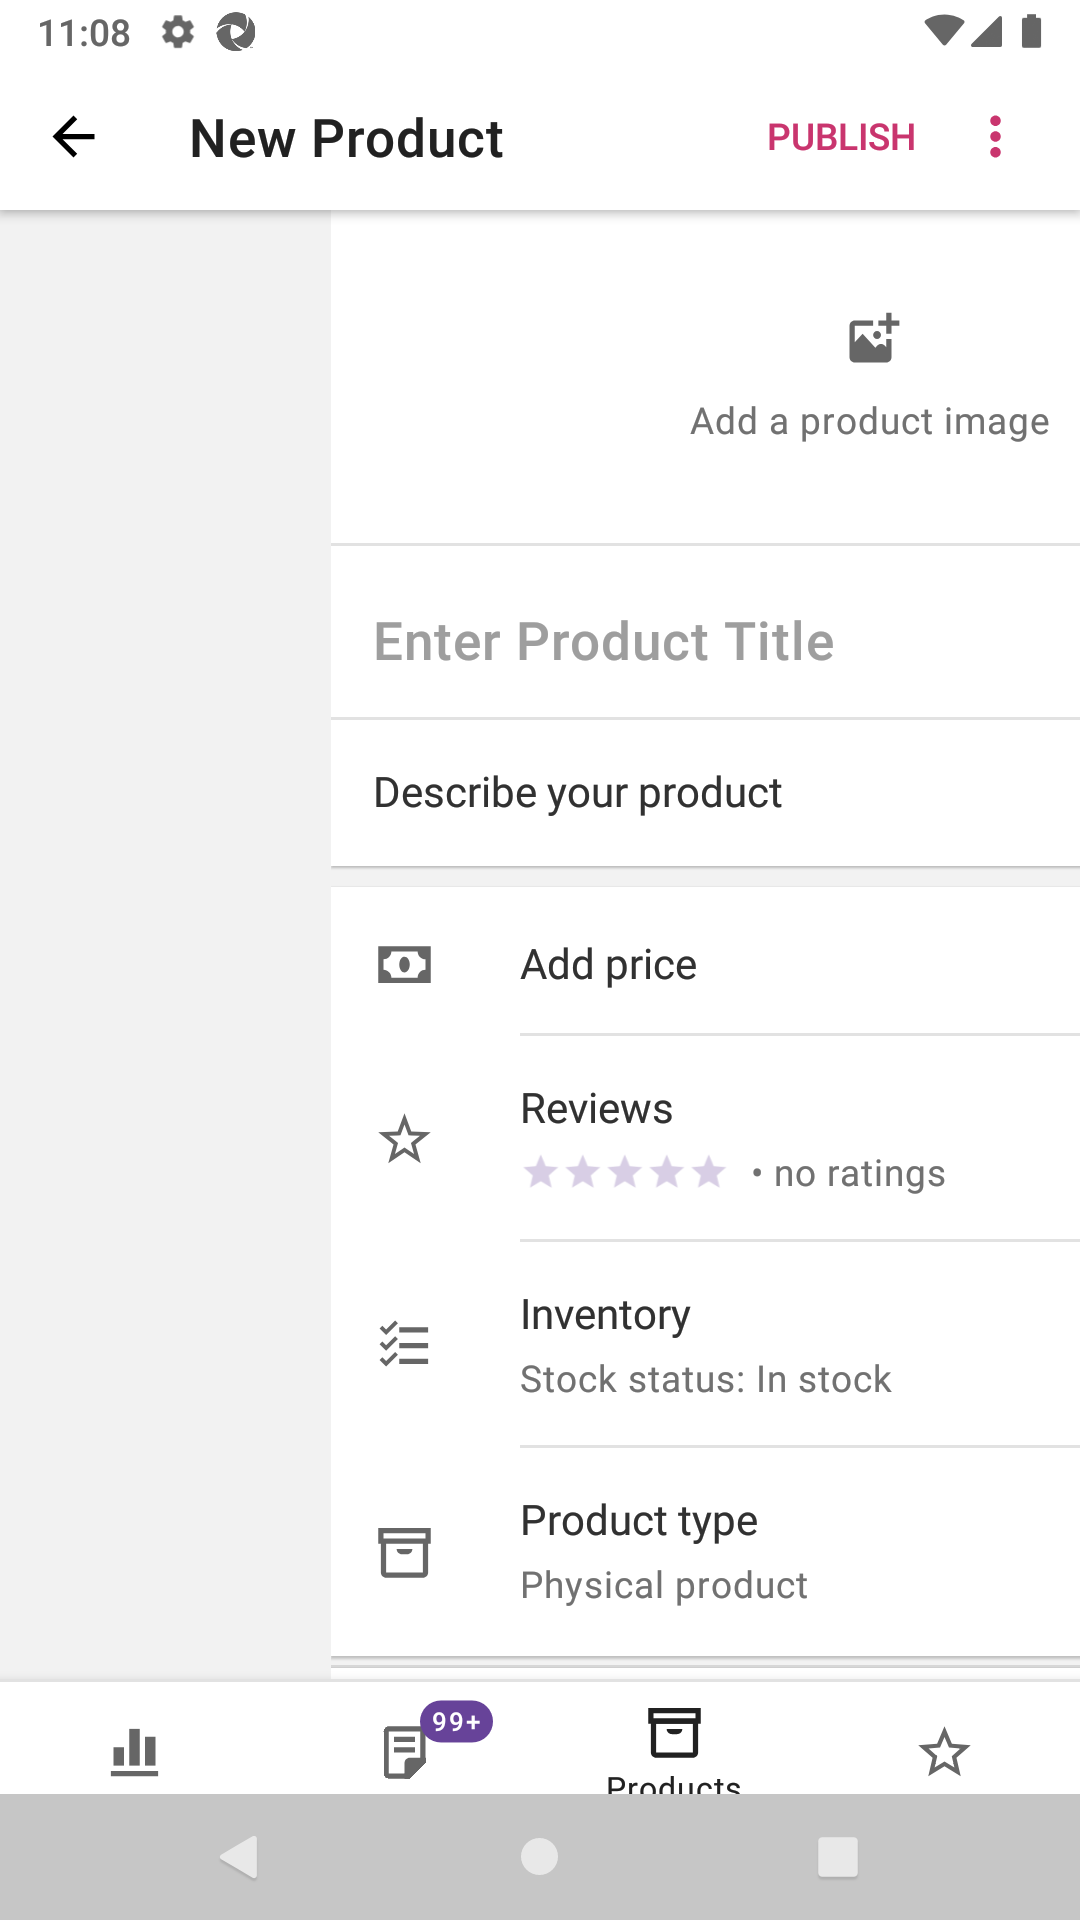 11:08
New Product
PUBLISH
Add a product image
Enter Product Title
Describe your product
Add price
Reviews
• no ratings
Inventory
Stock status: In stock
Product type
Physical product
99+
Products